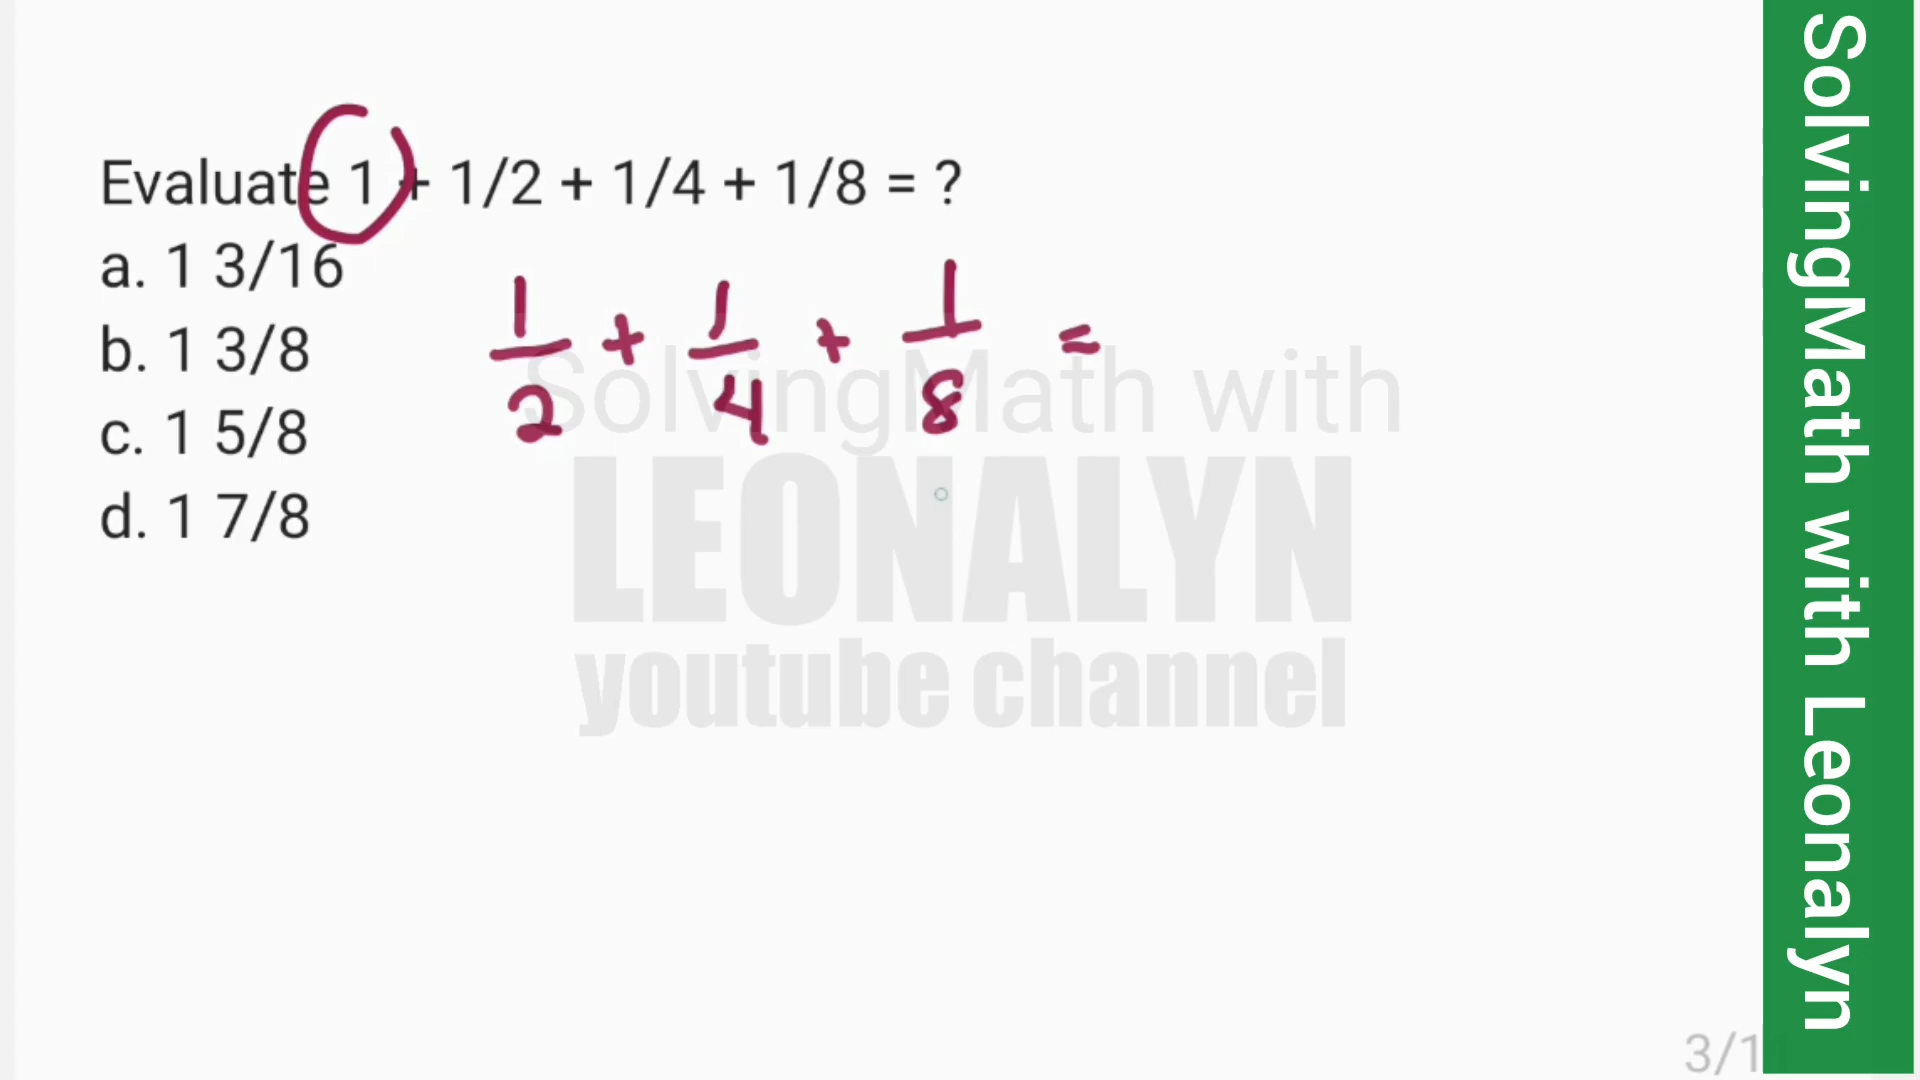 Evaluate 1 + 1/2 + 1/4 + 1/8 = ?
a. 1 3/16
b. 1 3/8
c. 1 5/8
d. 1 7/8
1/2 + 1/4 + 1/8 =
SolvingMath with
LEONALYN
youtube channel
SolvingMath with Leonalyn
3/1